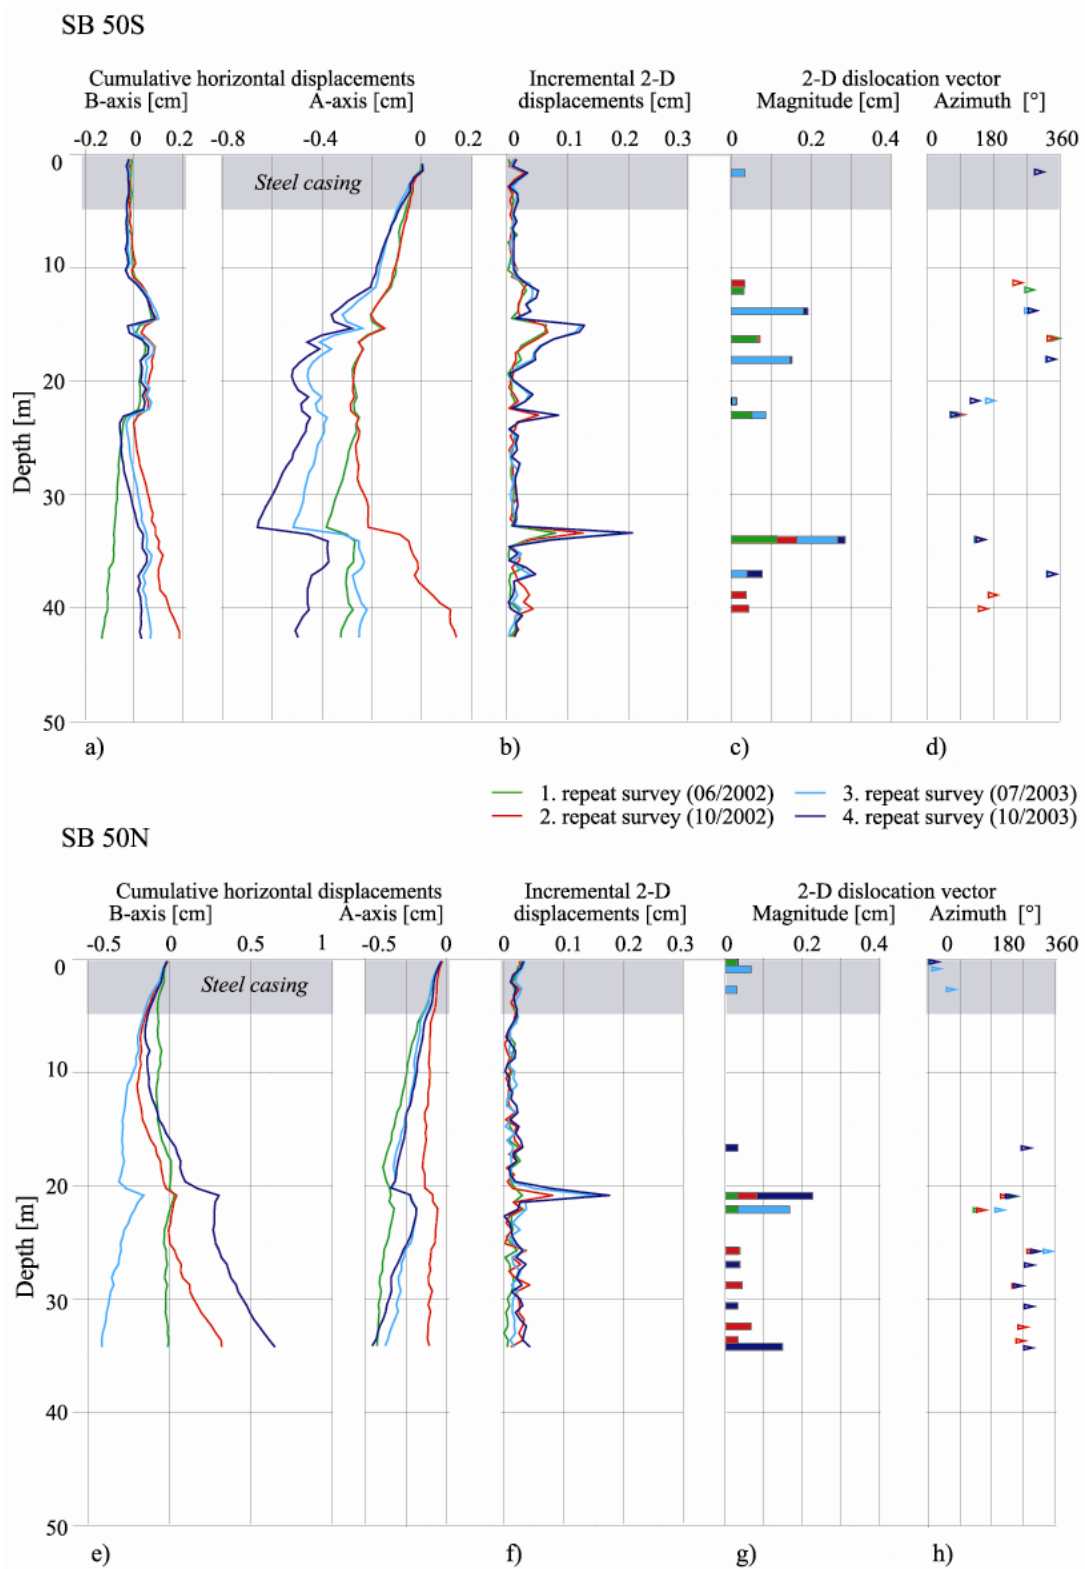 SB 50S
Cumulative horizontal displacements
B-axis [cm] A-axis [cm]
Incremental 2-D
displacements [cm]
2-D dislocation vector
Magnitude [cm] Azimuth [°]
-0.2 0 0.2 -0.8 -0.4 0 0.2 0 0.1 0.2 0.3 0 0.2 0.4 0 180 360
Steel casing
0
10
20
30
40
50
Depth [m]
a) b) c) d)
1. repeat survey (06/2002) 3. repeat survey (07/2003)
2. repeat survey (10/2002) 4. repeat survey (10/2003)
SB 50N
Cumulative horizontal displacements
B-axis [cm] A-axis [cm]
Incremental 2-D
displacements [cm]
2-D dislocation vector
Magnitude [cm] Azimuth [°]
-0.5 0 0.5 1 -0.5 0 0 0.1 0.2 0.3 0 0.2 0.4 0 180 360
Steel casing
0
10
20
30
40
50
Depth [m]
e) f) g) h)